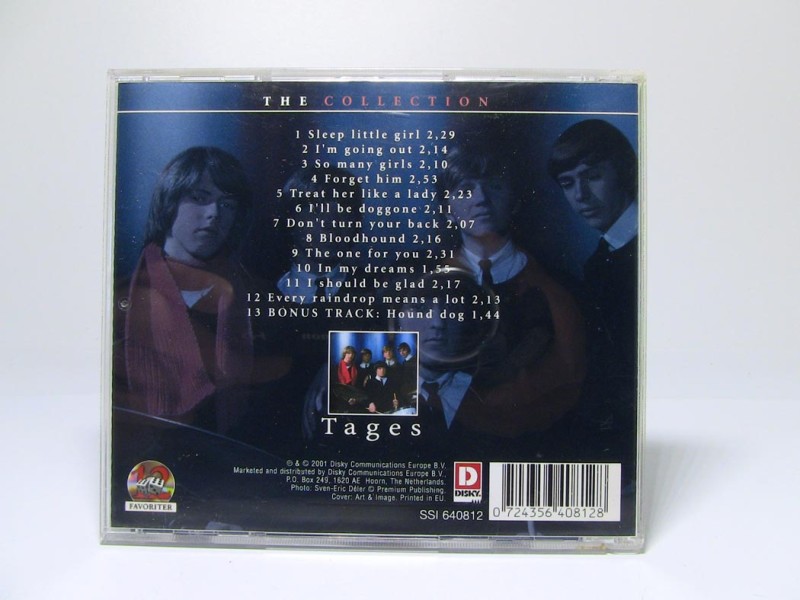 THE COLLECTION
1 Sleep little girl 2,29
2 I'm going out 2,14
3 So many girls 2,10
4 Forget him 2,53
5 Treat her like a lady 2,23
6 I'll be doggone 2,11
7 Don't turn your back 2,07
8 Bloodhound 2,16
9 The one for you 2,31
10 In my dreams 1,55
11 I should be glad 2,17
12 Every raindrop means a lot 2,13
13 BONUS TRACK: Hound dog 1,44
Tages
℗ & © 2001 Disky Communications Europe B.V.
Marketed and distributed by Disky Communications Europe B.V.,
P.O. Box 249, 1620 AE Hoorn, The Netherlands.
Photo: Sven-Eric Déler © Premium Publishing.
Cover: Art & Image. Printed in EU.
FAVORITER
DISKY
SSI 640812
0 724356 408128